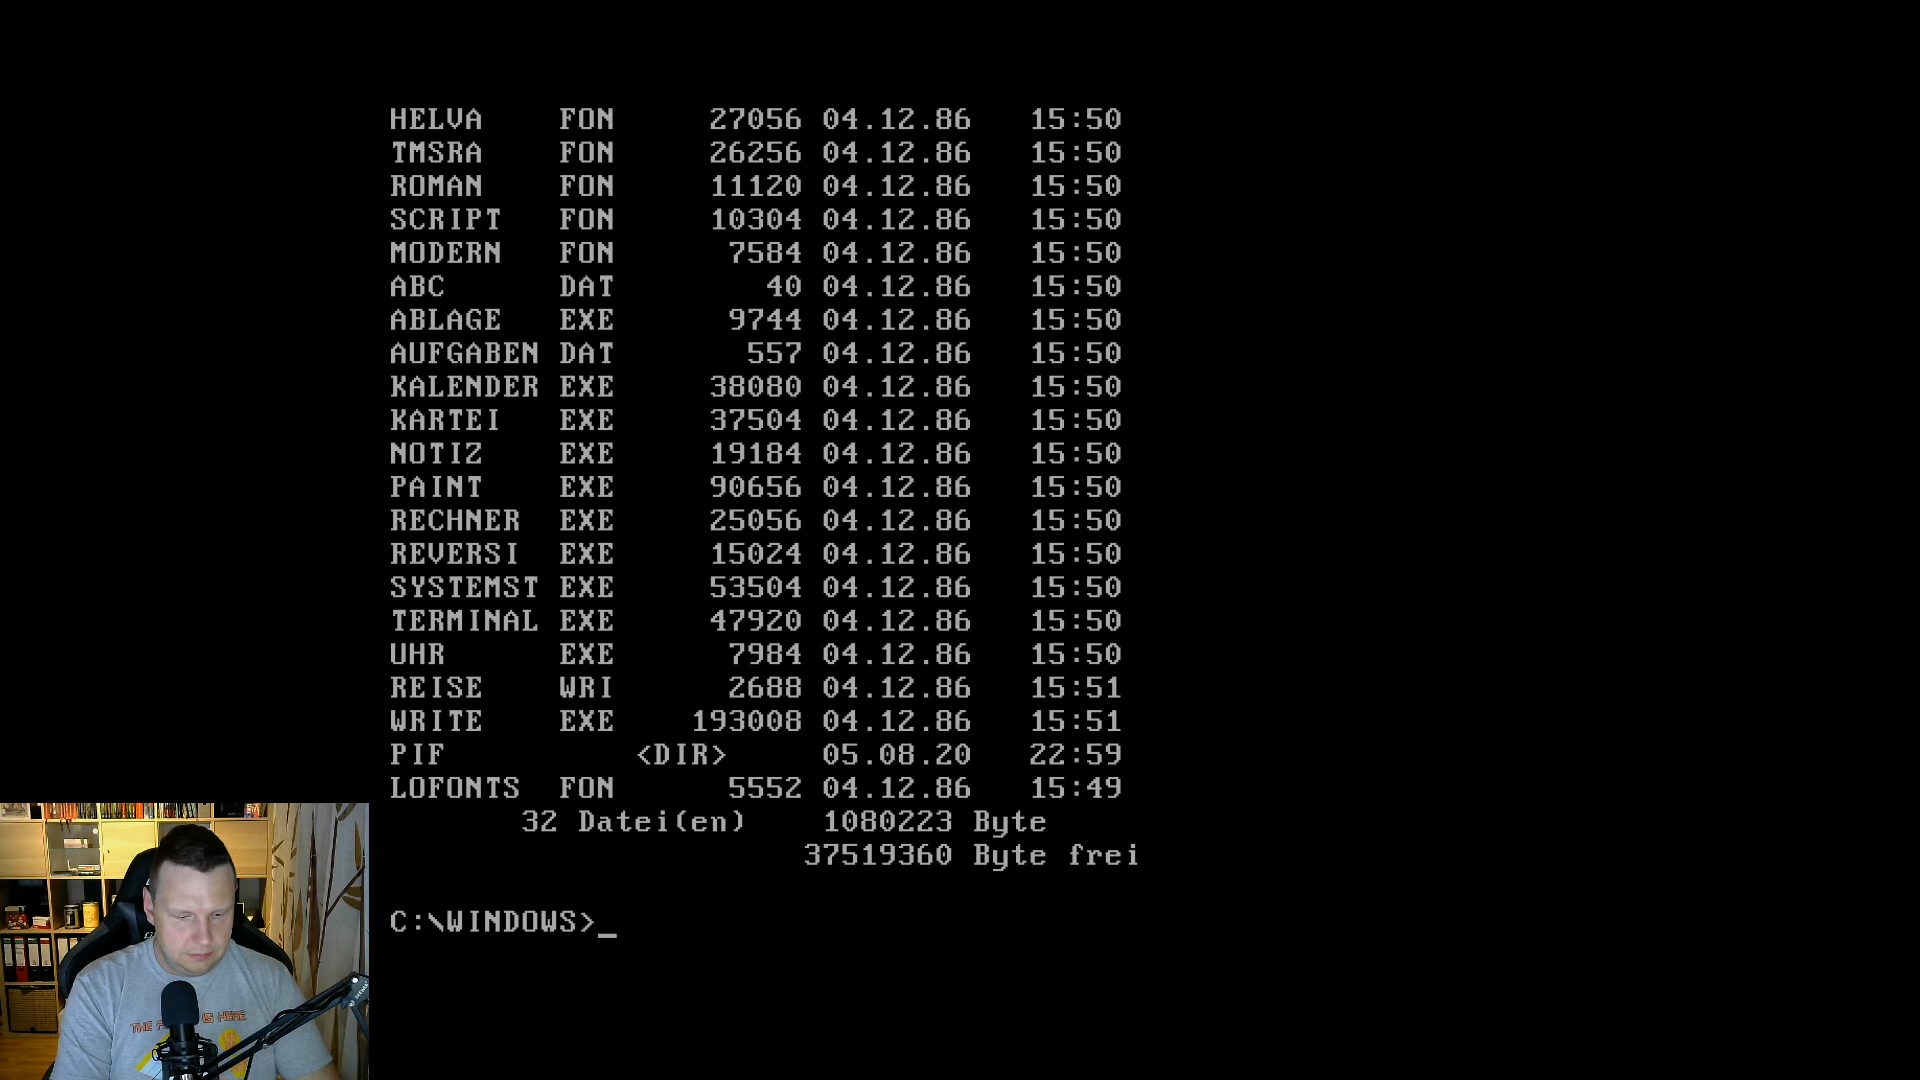 HELVA FON 27056 04.12.86 15:50
TMSRA FON 26256 04.12.86 15:50
ROMAN FON 11120 04.12.86 15:50
SCRIPT FON 10304 04.12.86 15:50
MODERN FON 7584 04.12.86 15:50
ABC DAT 40 04.12.86 15:50
ABLAGE EXE 9744 04.12.86 15:50
AUFGABEN DAT 557 04.12.86 15:50
KALENDER EXE 38080 04.12.86 15:50
KARTEI EXE 37504 04.12.86 15:50
NOTIZ EXE 19184 04.12.86 15:50
PAINT EXE 90656 04.12.86 15:50
RECHNER EXE 25056 04.12.86 15:50
REVERSI EXE 15024 04.12.86 15:50
SYSTEMST EXE 53504 04.12.86 15:50
TERMINAL EXE 47920 04.12.86 15:50
UHR EXE 7984 04.12.86 15:50
REISE WRI 2688 04.12.86 15:51
WRITE EXE 193008 04.12.86 15:51
PIF <DIR> 05.08.20 22:59
LOFONTS FON 5552 04.12.86 15:49
32 Datei(en) 1080223 Byte
37519360 Byte frei
C:\WINDOWS>_
THE IS HERE